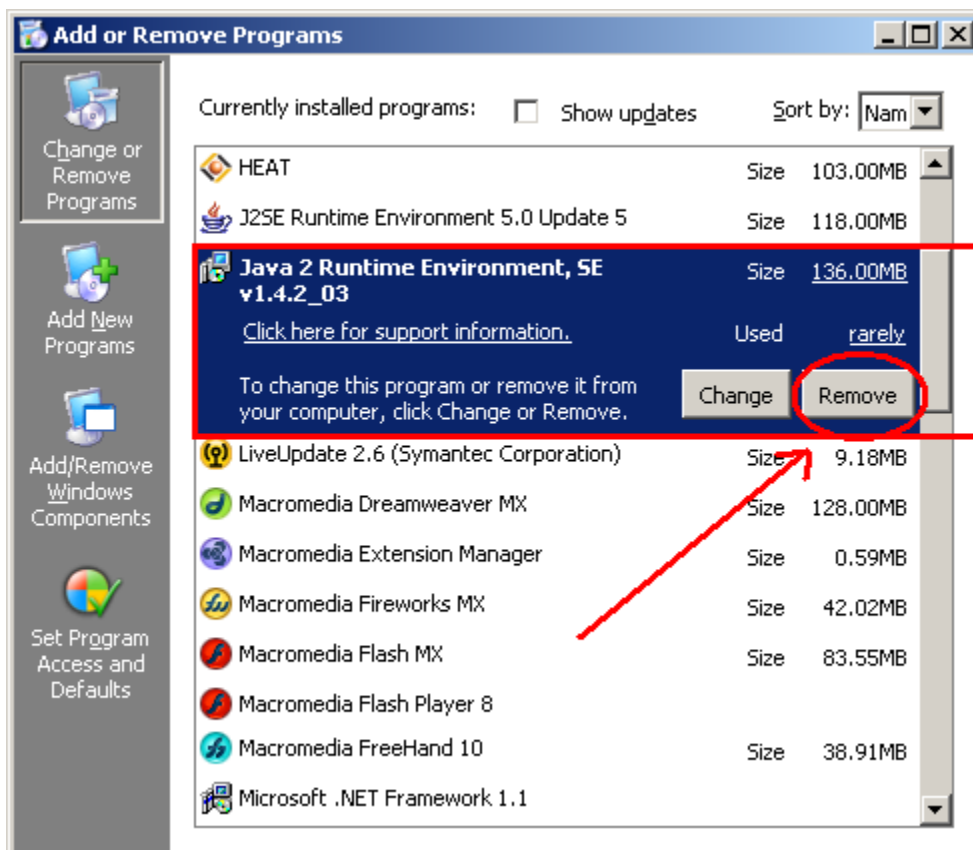 Add or Remove Programs
Change or
Remove
Programs
Add New
Programs
Add/Remove
Windows
Components
Set Program
Access and
Defaults
Currently installed programs: Show updates Sort by: Nam
HEAT Size 103.00MB
J2SE Runtime Environment 5.0 Update 5 Size 118.00MB
Java 2 Runtime Environment, SE Size 136.00MB
v1.4.2_03
Click here for support information. Used rarely
To change this program or remove it from
your computer, click Change or Remove. Change Remove
LiveUpdate 2.6 (Symantec Corporation) Size 9.18MB
Macromedia Dreamweaver MX Size 128.00MB
Macromedia Extension Manager Size 0.59MB
Macromedia Fireworks MX Size 42.02MB
Macromedia Flash MX Size 83.55MB
Macromedia Flash Player 8
Macromedia FreeHand 10 Size 38.91MB
Microsoft .NET Framework 1.1